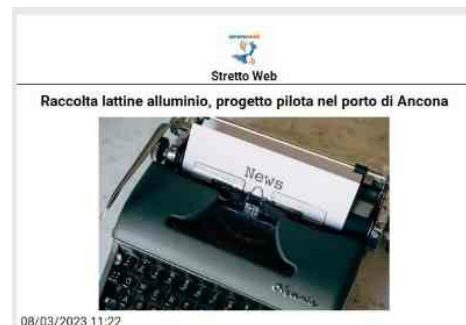 Stretto Web
Raccolta lattine alluminio, progetto pilota nel porto di Ancona
News
08/03/2023 11:22